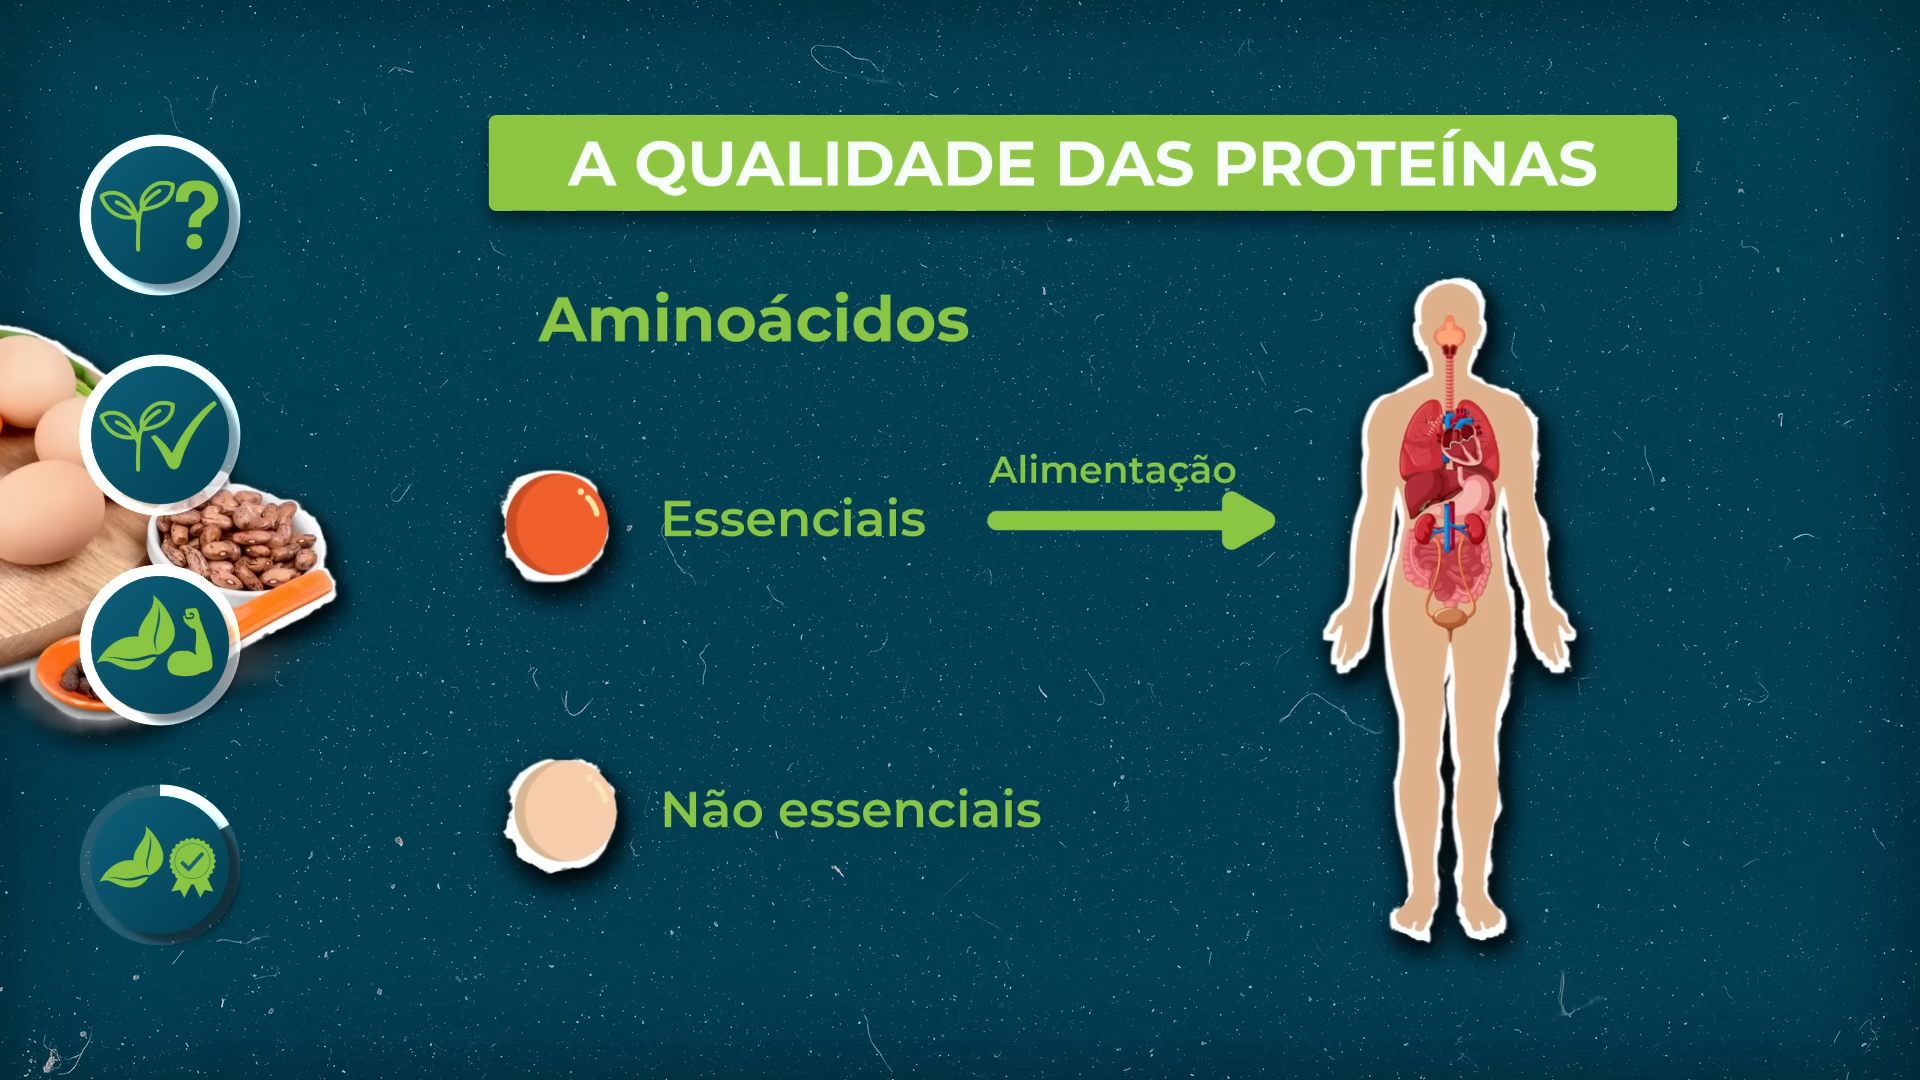 A QUALIDADE DAS PROTEÍNAS
Aminoácidos
Alimentação
Essenciais
Não essenciais